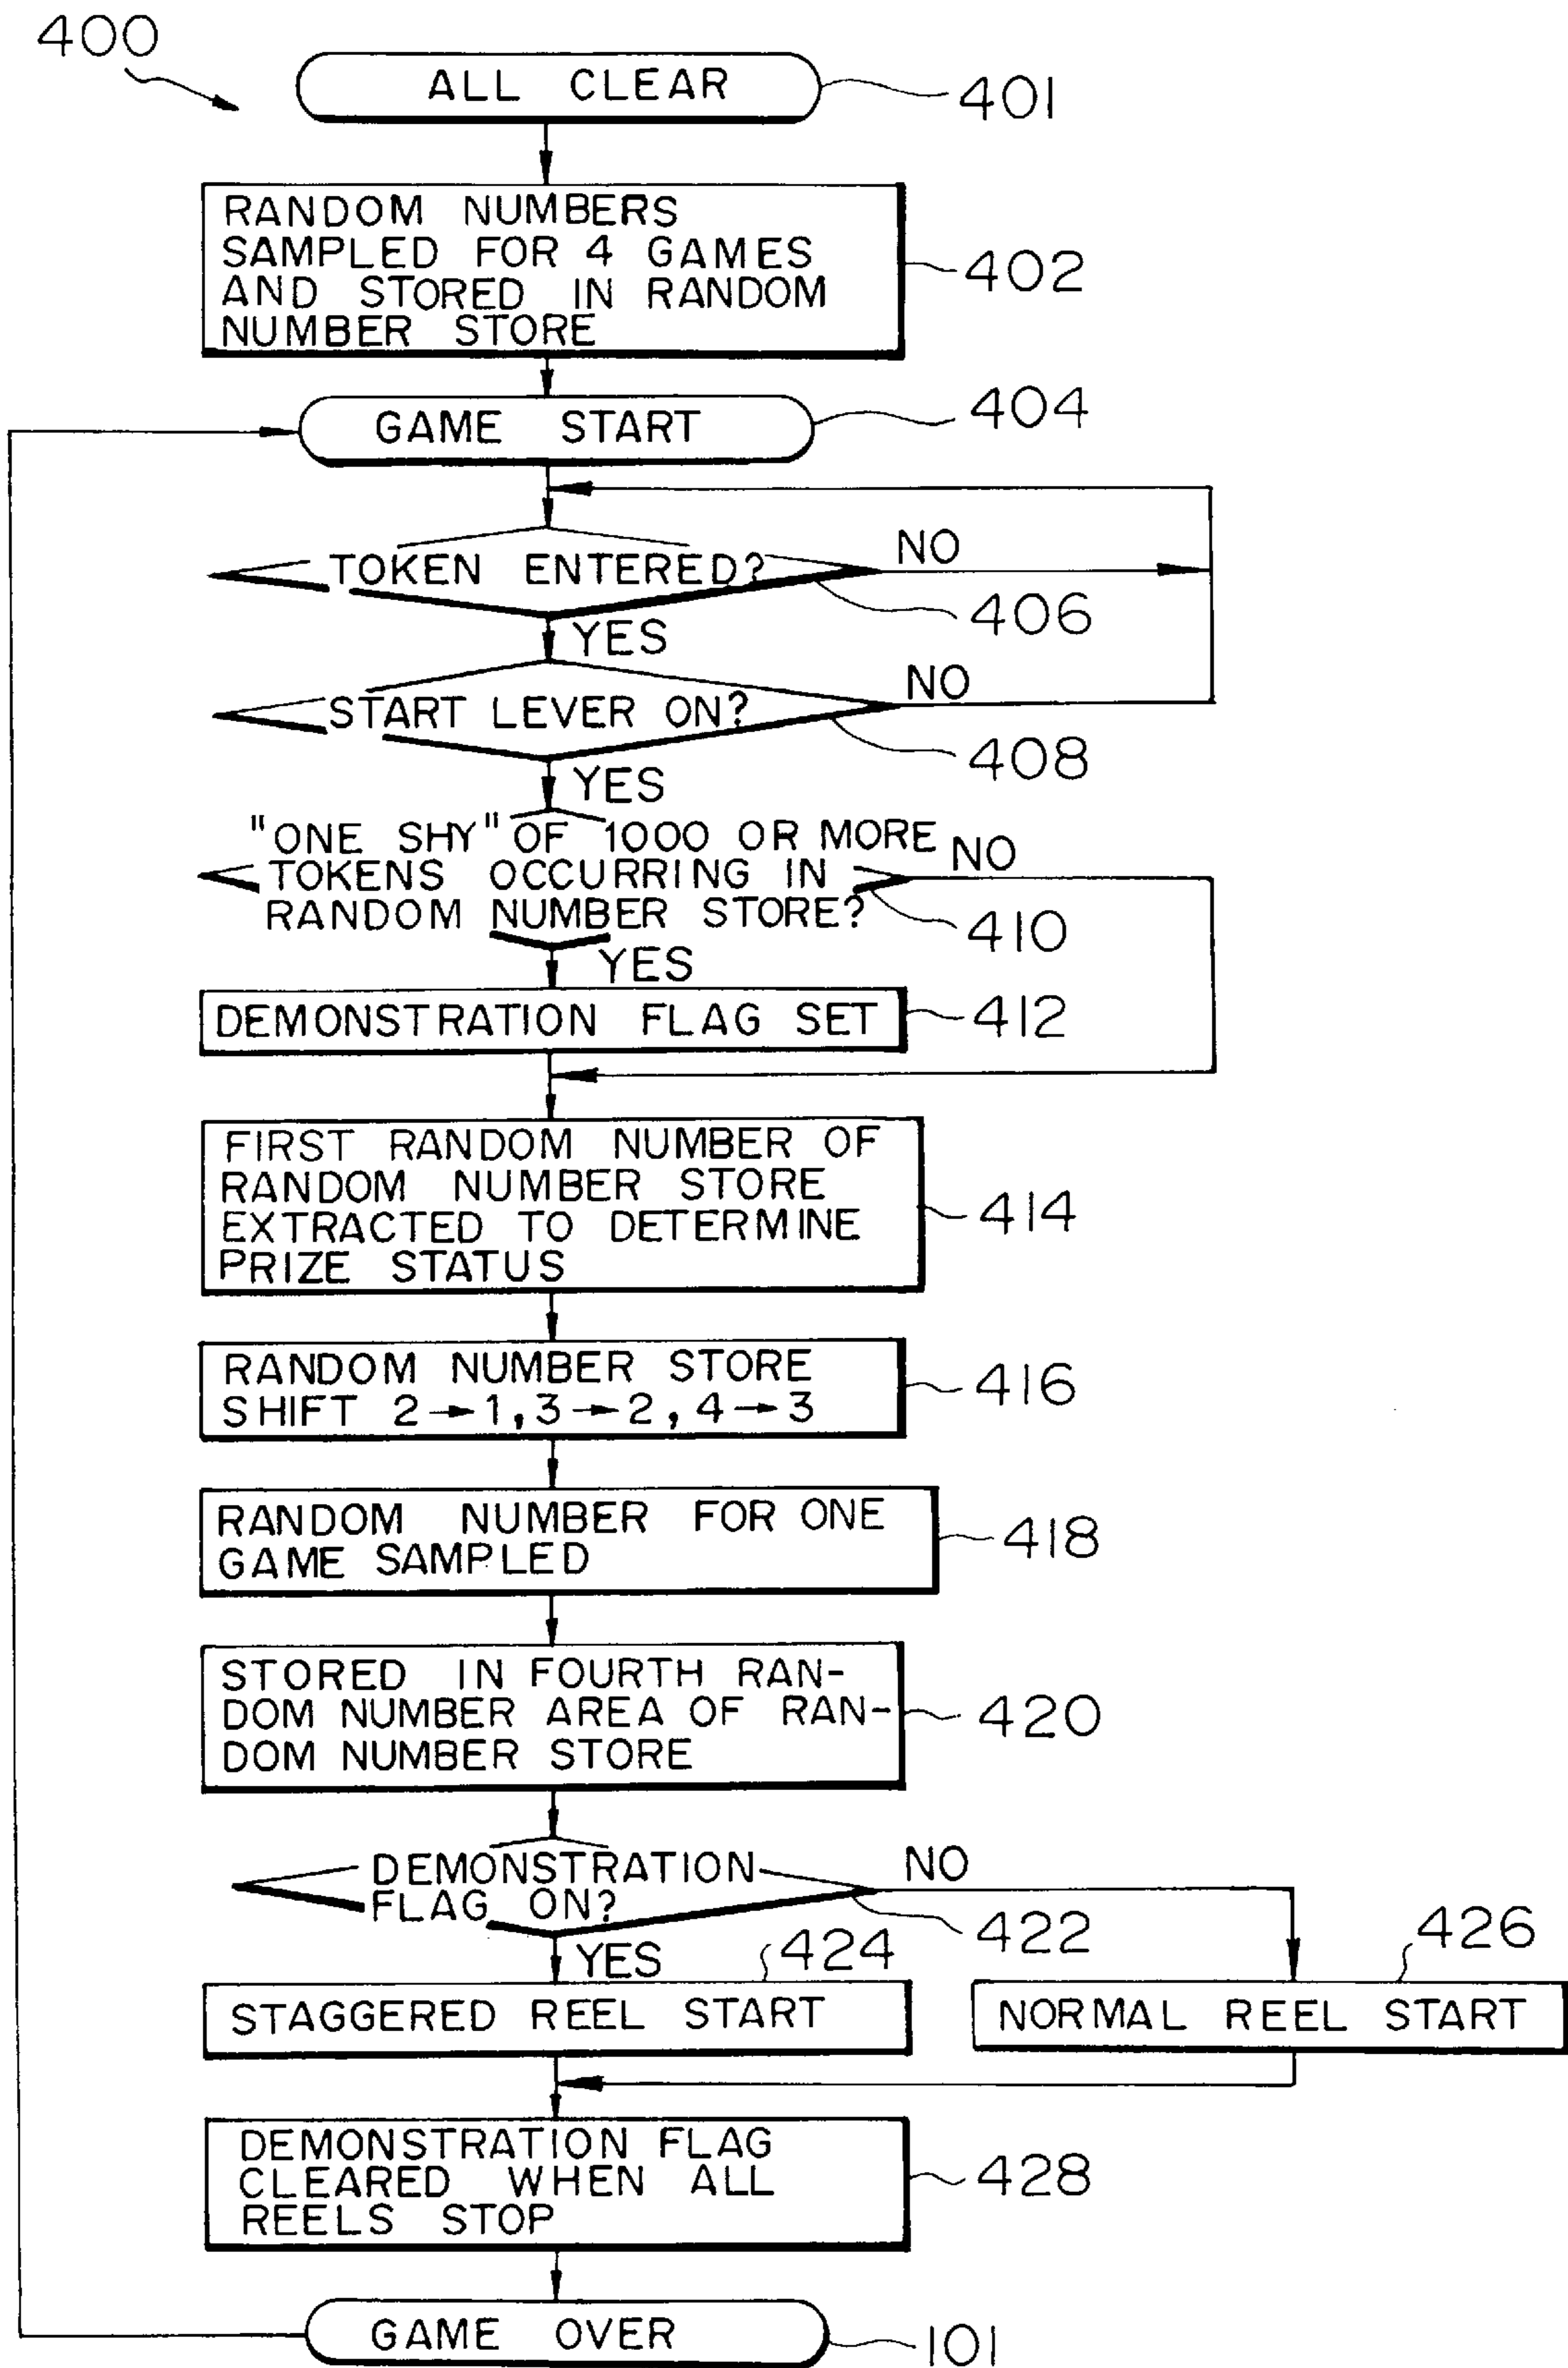 400
ALL CLEAR
401
RANDOM NUMBERS
SAMPLED FOR 4 GAMES
AND STORED IN RANDOM
NUMBER STORE
402
GAME START
404
TOKEN ENTERED?
NO
406
YES
START LEVER ON?
NO
408
YES
"ONE SHY" OF 1000 OR MORE
TOKENS OCCURRING IN
RANDOM NUMBER STORE?
NO
410
YES
DEMONSTRATION FLAG SET
412
FIRST RANDOM NUMBER OF
RANDOM NUMBER STORE
EXTRACTED TO DETERMINE
PRIZE STATUS
414
RANDOM NUMBER STORE
SHIFT 2→1, 3→2, 4→3
416
RANDOM NUMBER FOR ONE
GAME SAMPLED
418
STORED IN FOURTH RAN-
DOM NUMBER AREA OF RAN-
DOM NUMBER STORE
420
DEMONSTRATION
FLAG ON?
NO
422
YES
424
STAGGERED REEL START
426
NORMAL REEL START
DEMONSTRATION FLAG
CLEARED WHEN ALL
REELS STOP
428
GAME OVER
101